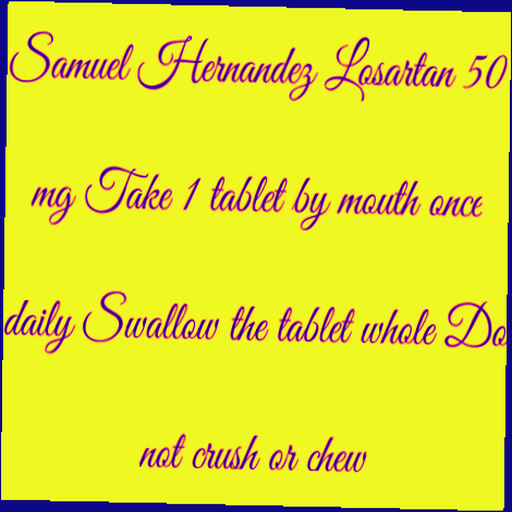 Samuel Hernandez Losartan 50
mg Take 1 tablet by mouth once
daily Swallow the tablet whole Do
not crush or chew